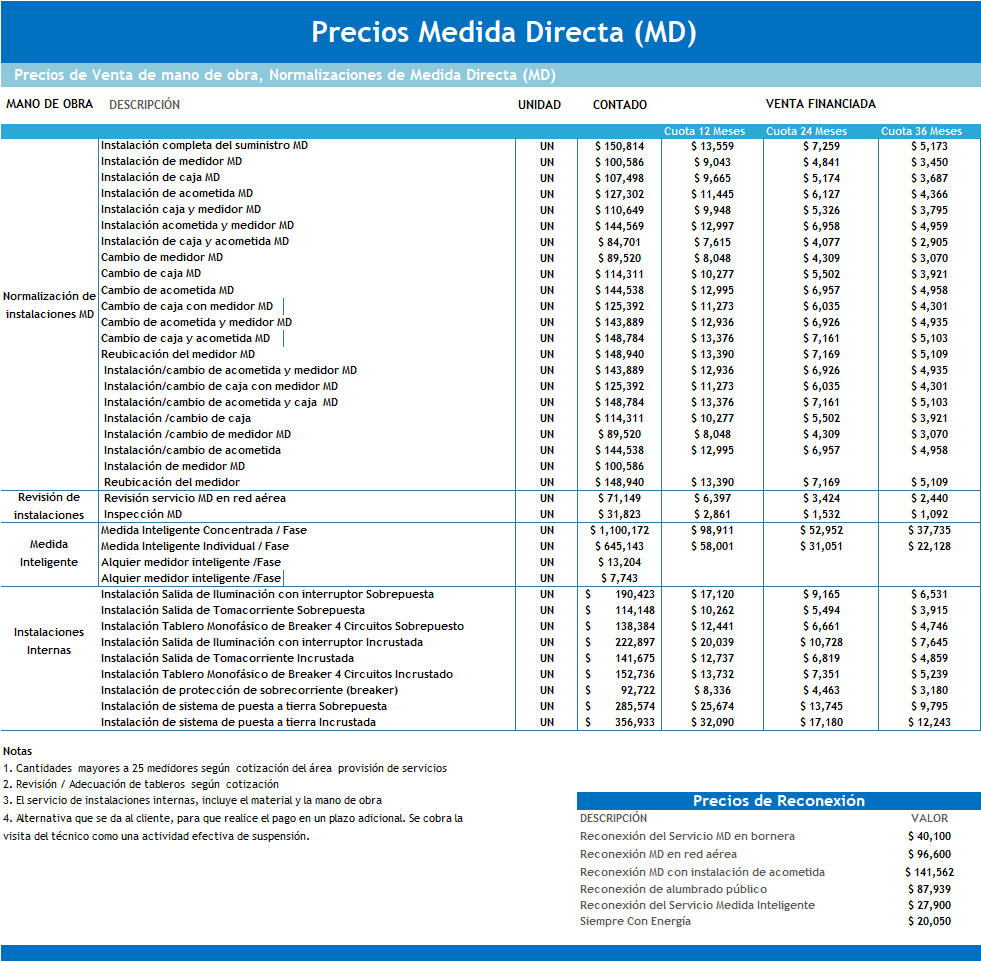 Precios Medida Directa (MD)
Precios de Venta de mano de obra, Normalizaciones de Medida Directa (MD)
MANO DE OBRA DESCRIPCIÓN UNIDAD CONTADO VENTA FINANCIADA
Cuota 12 Meses Cuota 24 Meses Cuota 36 Meses
Normalización de instalaciones MD
Instalación completa del suministro MD UN $ 150,814 $ 13,559 $ 7,259 $ 5,173
Instalación de medidor MD UN $ 100,586 $ 9,043 $ 4,841 $ 3,450
Instalación de caja MD UN $ 107,498 $ 9,665 $ 5,174 $ 3,687
Instalación de acometida MD UN $ 127,302 $ 11,445 $ 6,127 $ 4,366
Instalación caja y medidor MD UN $ 110,649 $ 9,948 $ 5,326 $ 3,795
Instalación acometida y medidor MD UN $ 144,569 $ 12,997 $ 6,958 $ 4,959
Instalación de caja y acometida MD UN $ 84,701 $ 7,615 $ 4,077 $ 2,905
Cambio de medidor MD UN $ 89,520 $ 8,048 $ 4,309 $ 3,070
Cambio de caja MD UN $ 114,311 $ 10,277 $ 5,502 $ 3,921
Cambio de acometida MD UN $ 144,538 $ 12,995 $ 6,957 $ 4,958
Cambio de caja con medidor MD UN $ 125,392 $ 11,273 $ 6,035 $ 4,301
Cambio de acometida y medidor MD UN $ 143,889 $ 12,936 $ 6,926 $ 4,935
Cambio de caja y acometida MD UN $ 148,784 $ 13,376 $ 7,161 $ 5,103
Reubicación del medidor MD UN $ 148,940 $ 13,390 $ 7,169 $ 5,109
Instalación/cambio de acometida y medidor MD UN $ 143,889 $ 12,936 $ 6,926 $ 4,935
Instalación/cambio de caja con medidor MD UN $ 125,392 $ 11,273 $ 6,035 $ 4,301
Instalación/cambio de acometida y caja MD UN $ 148,784 $ 13,376 $ 7,161 $ 5,103
Instalación /cambio de caja UN $ 114,311 $ 10,277 $ 5,502 $ 3,921
Instalación /cambio de medidor MD UN $ 89,520 $ 8,048 $ 4,309 $ 3,070
Instalación/cambio de acometida UN $ 144,538 $ 12,995 $ 6,957 $ 4,958
Instalación de medidor MD UN $ 100,586
Reubicación del medidor UN $ 148,940 $ 13,390 $ 7,169 $ 5,109
Revisión de instalaciones
Revisión servicio MD en red aérea UN $ 71,149 $ 6,397 $ 3,424 $ 2,440
Inspección MD UN $ 31,823 $ 2,861 $ 1,532 $ 1,092
Medida Inteligente
Medida Inteligente Concentrada / Fase UN $ 1,100,172 $ 98,911 $ 52,952 $ 37,735
Medida Inteligente Individual / Fase UN $ 645,143 $ 58,001 $ 31,051 $ 22,128
Alquier medidor inteligente /Fase UN $ 13,204
Alquier medidor inteligente /Fase UN $ 7,743
Instalaciones Internas
Instalación Salida de Iluminación con interruptor Sobrepuesta UN $ 190,423 $ 17,120 $ 9,165 $ 6,531
Instalación Salida de Tomacorriente Sobrepuesta UN $ 114,148 $ 10,262 $ 5,494 $ 3,915
Instalación Tablero Monofásico de Breaker 4 Circuitos Sobrepuesto UN $ 138,384 $ 12,441 $ 6,661 $ 4,746
Instalación Salida de Iluminación con interruptor Incrustada UN $ 222,897 $ 20,039 $ 10,728 $ 7,645
Instalación Salida de Tomacorriente Incrustada UN $ 141,675 $ 12,737 $ 6,819 $ 4,859
Instalación Tablero Monofásico de Breaker 4 Circuitos Incrustado UN $ 152,736 $ 13,732 $ 7,351 $ 5,239
Instalación de protección de sobrecorriente (breaker) UN $ 92,722 $ 8,336 $ 4,463 $ 3,180
Instalación de sistema de puesta a tierra Sobrepuesta UN $ 285,574 $ 25,674 $ 13,745 $ 9,795
Instalación de sistema de puesta a tierra Incrustada UN $ 356,933 $ 32,090 $ 17,180 $ 12,243
Notas
1. Cantidades mayores a 25 medidores según cotización del área provisión de servicios
2. Revisión / Adecuación de tableros según cotización
3. El servicio de instalaciones internas, incluye el material y la mano de obra
4. Alternativa que se da al cliente, para que realice el pago en un plazo adicional. Se cobra la
visita del técnico como una actividad efectiva de suspensión.
Precios de Reconexión
DESCRIPCIÓN VALOR
Reconexión del Servicio MD en bornera $ 40,100
Reconexión MD en red aérea $ 96,600
Reconexión MD con instalación de acometida $ 141,562
Reconexión de alumbrado público $ 87,939
Reconexión del Servicio Medida Inteligente $ 27,900
Siempre Con Energía $ 20,050